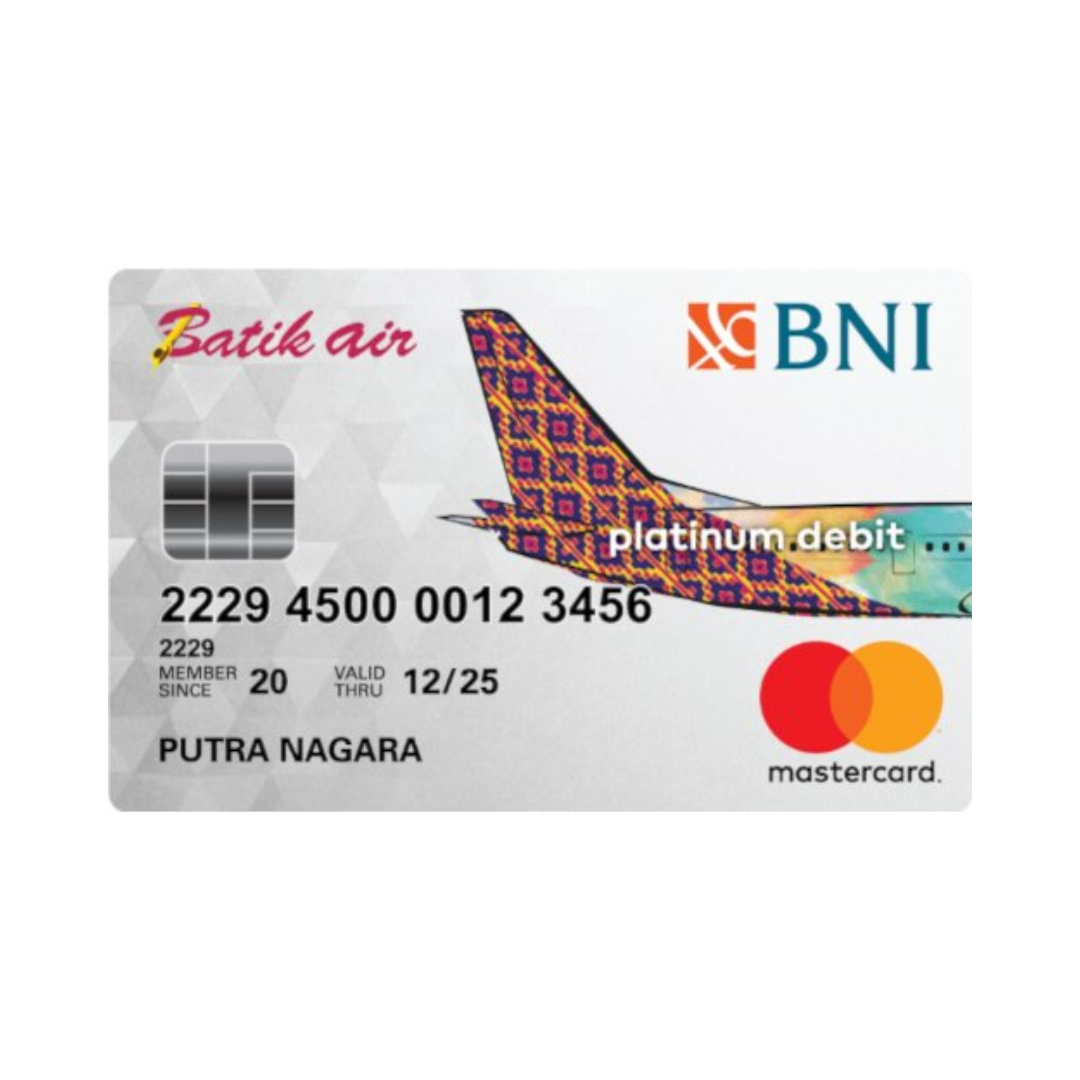 Batik air
BNI
platinum debit
2229 4500 0012 3456
2229
MEMBER SINCE 20 VALID THRU 12/25
PUTRA NAGARA
mastercard.